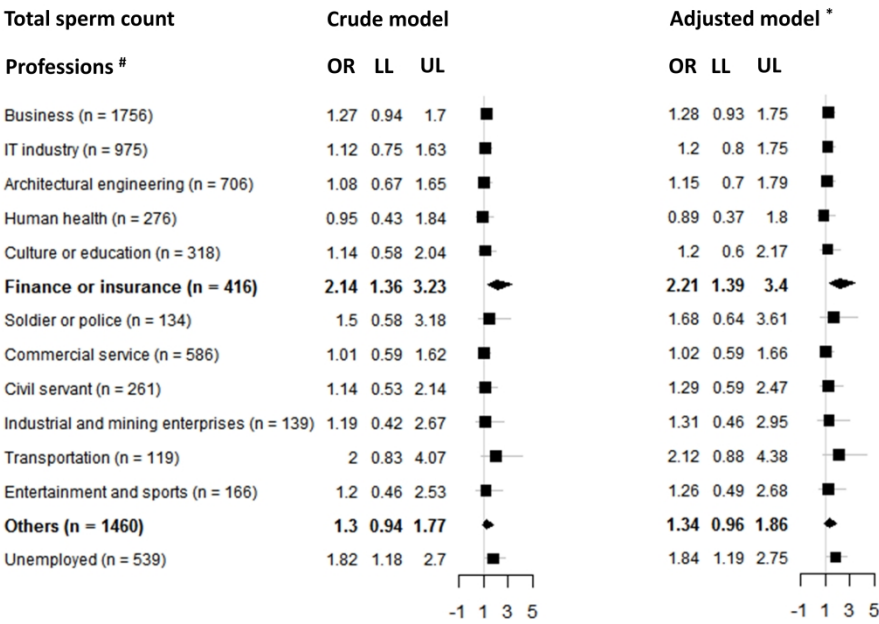 Total sperm count Crude model Adjusted model *
Professions # OR LL UL OR LL UL
Business (n = 1756) 1.27 0.94 1.7 1.28 0.93 1.75
IT industry (n = 975) 1.12 0.75 1.63 1.2 0.8 1.75
Architectural engineering (n = 706) 1.08 0.67 1.65 1.15 0.7 1.79
Human health (n = 276) 0.95 0.43 1.84 0.89 0.37 1.8
Culture or education (n = 318) 1.14 0.58 2.04 1.2 0.6 2.17
Finance or insurance (n = 416) 2.14 1.36 3.23 2.21 1.39 3.4
Soldier or police (n = 134) 1.5 0.58 3.18 1.68 0.64 3.61
Commercial service (n = 586) 1.01 0.59 1.62 1.02 0.59 1.66
Civil servant (n = 261) 1.14 0.53 2.14 1.29 0.59 2.47
Industrial and mining enterprises (n = 139) 1.19 0.42 2.67 1.31 0.46 2.95
Transportation (n = 119) 2 0.83 4.07 2.12 0.88 4.38
Entertainment and sports (n = 166) 1.2 0.46 2.53 1.26 0.49 2.68
Others (n = 1460) 1.3 0.94 1.77 1.34 0.96 1.86
Unemployed (n = 539) 1.82 1.18 2.7 1.84 1.19 2.75
-1 1 3 5 -1 1 3 5